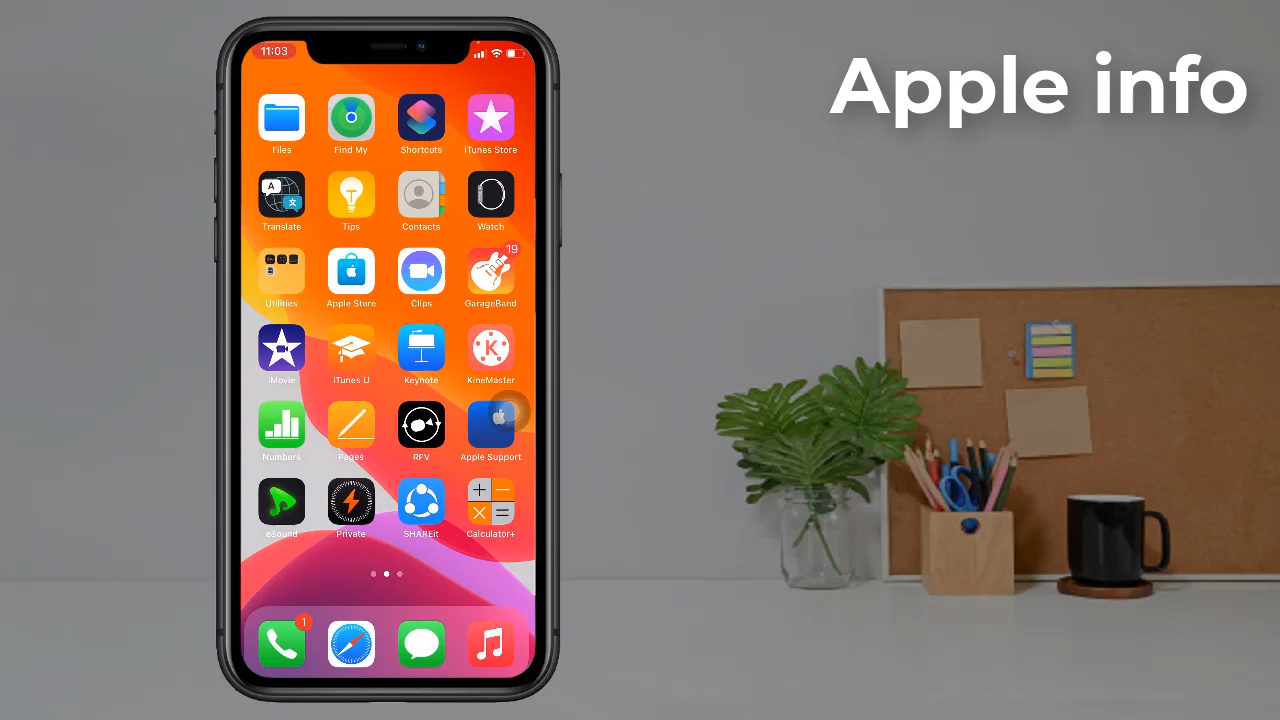 Apple info
11:03
Files Find My Shortcuts iTunes Store
A
Translate Tips Contacts Watch
19
Utilities Apple Store Clips GarageBand
K
iMovie iTunes U Keynote KineMaster
Numbers Pages RFV Apple Support
eSound Private SHAREit Calculator+
1